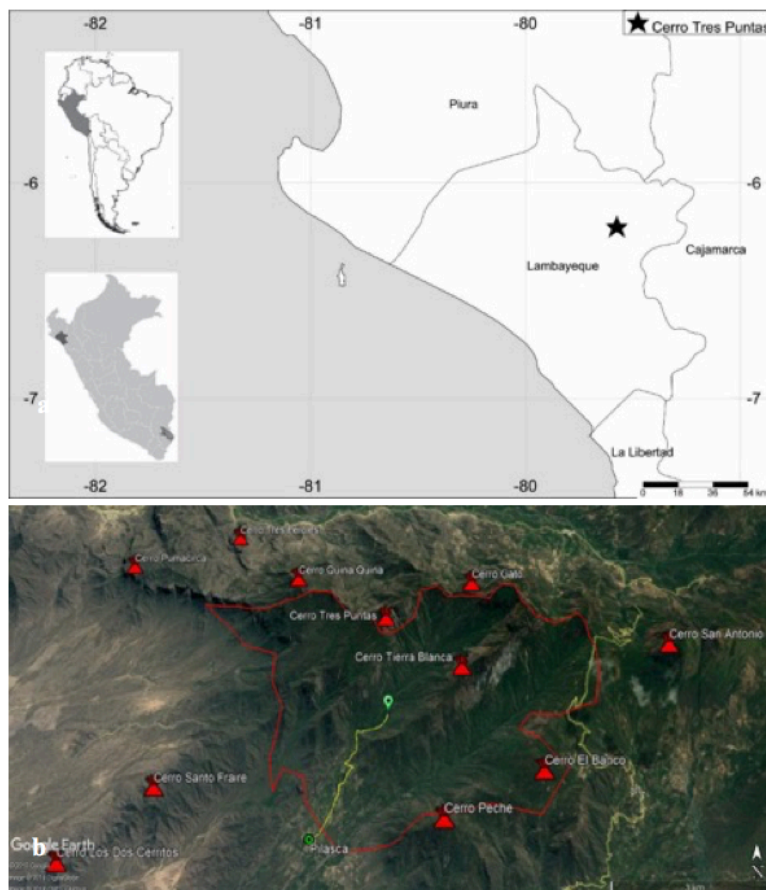 -82
-81
-80
★ Cerro Tres Puntas
Piura
-6
-6
Cajamarca
Lambayeque
-7
-7
a
La Libertad
-82
-81
-80
0 18 36 54 km
Cerro Pumacirca
Cerro Quina Quina
Cerro Gato
Cerro Tres Puntas
Cerro San Antonio
Cerro Tierra Blanca
Cerro El Banco
Cerro Santo Fraire
Cerro Peche
Pilasca
Google Earth
b
Cerro Los Dos Cerritos
N